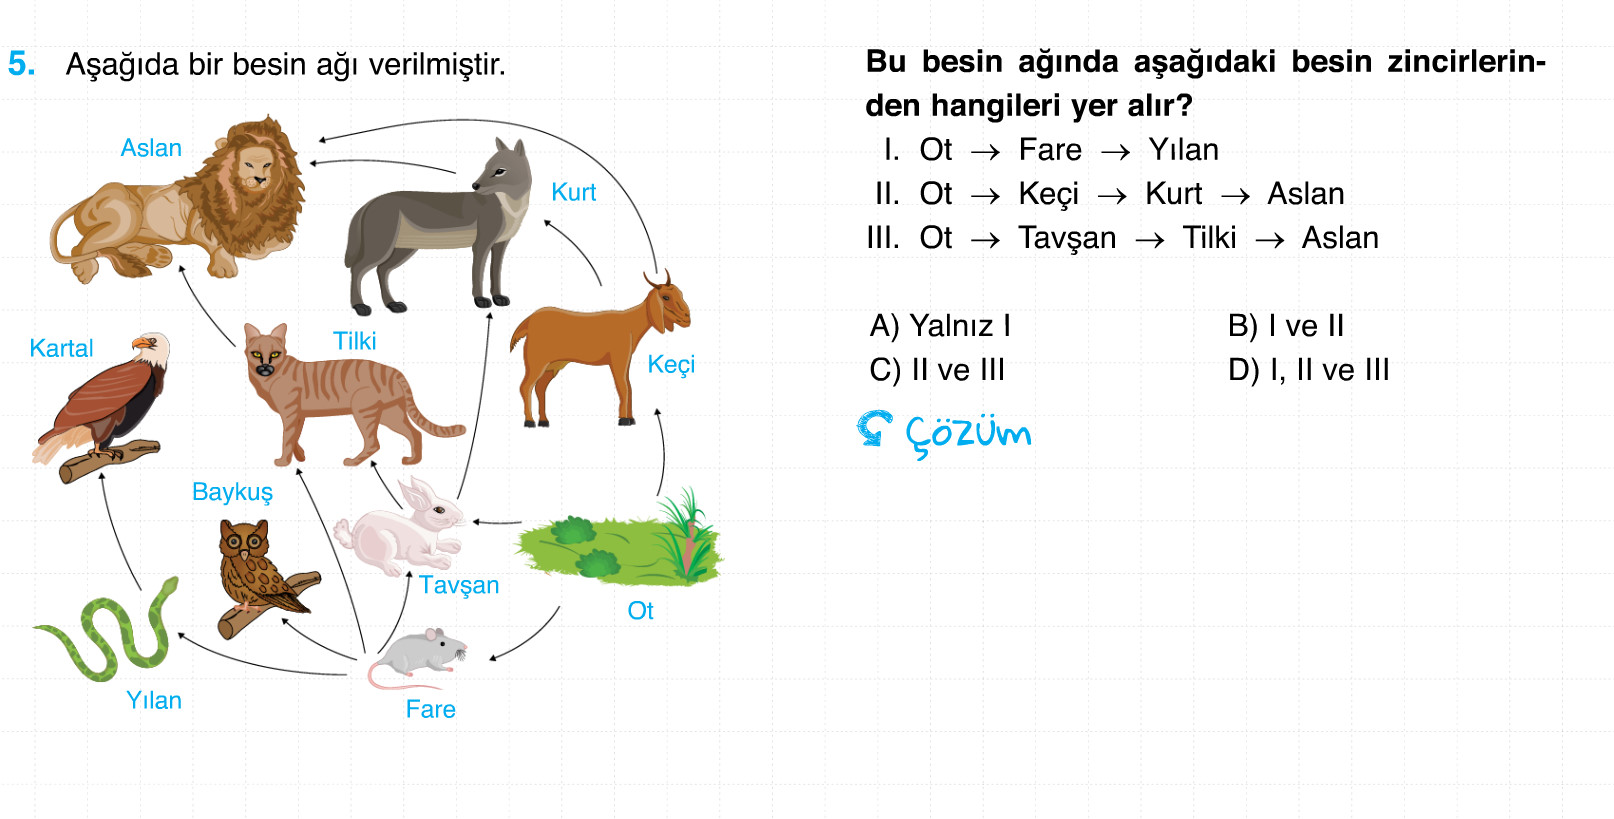 5. Aşağıda bir besin ağı verilmiştir.
Aslan
Kurt
Kartal
Tilki
Keçi
Baykuş
Tavşan
Ot
Yılan
Fare
Bu besin ağında aşağıdaki besin zincirlerin-
den hangileri yer alır?
I. Ot → Fare → Yılan
II. Ot → Keçi → Kurt → Aslan
III. Ot → Tavşan → Tilki → Aslan
A) Yalnız I B) I ve II
C) II ve III D) I, II ve III
Çözüm